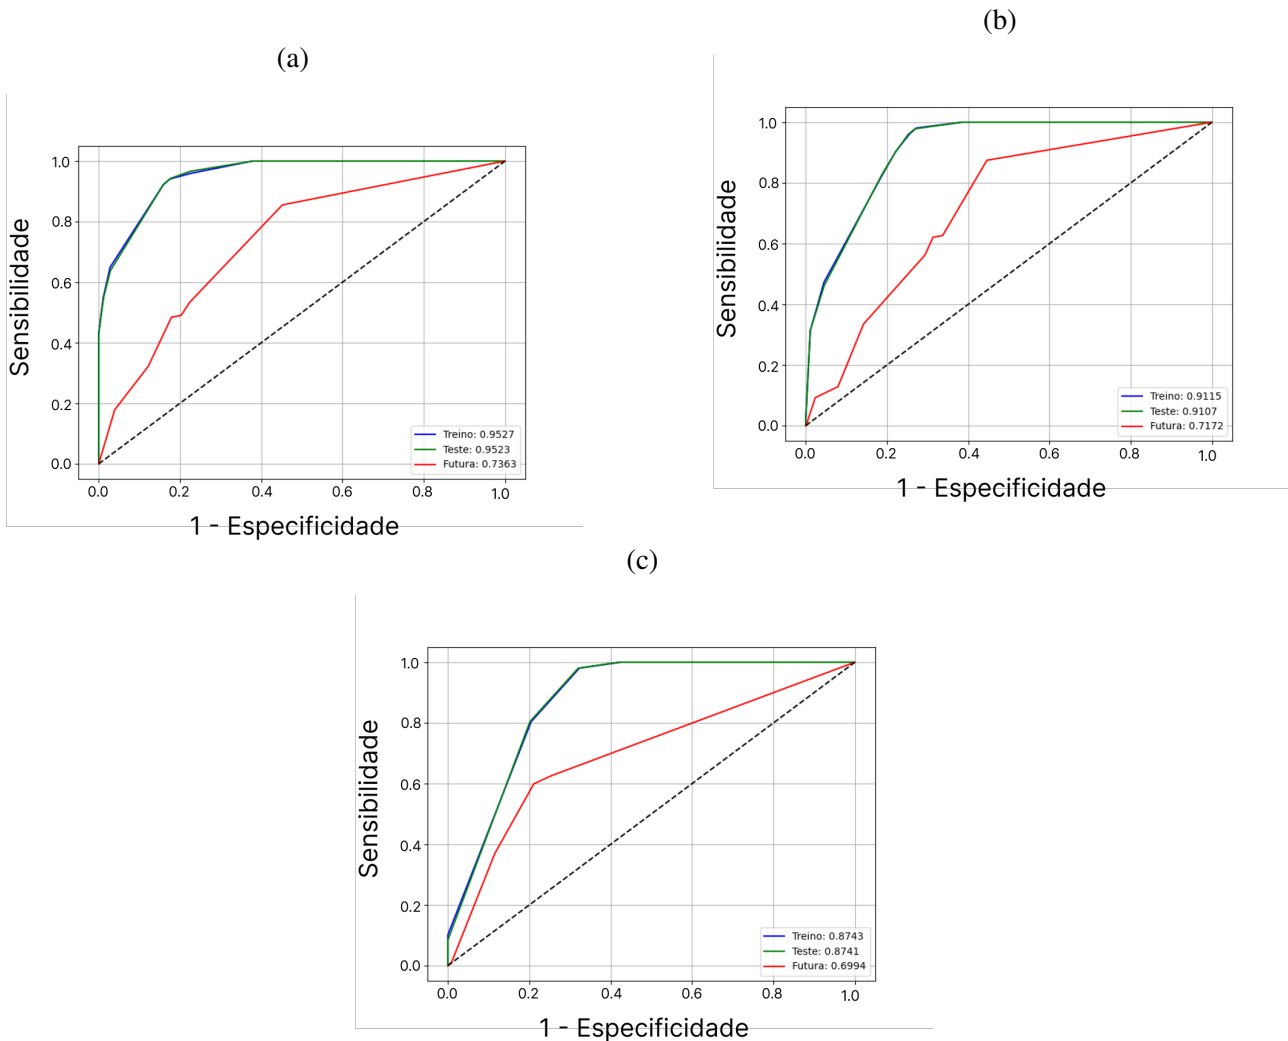 (a)
1.0
0.8
0.6
0.4
0.2
0.0
Sensibilidade
Treino: 0.9527
Teste: 0.9523
Futura: 0.7363
0.0 0.2 0.4 0.6 0.8 1.0
1 - Especificidade
(b)
1.0
0.8
0.6
0.4
0.2
0.0
Sensibilidade
Treino: 0.9115
Teste: 0.9107
Futura: 0.7172
0.0 0.2 0.4 0.6 0.8 1.0
1 - Especificidade
(c)
1.0
0.8
0.6
0.4
0.2
0.0
Sensibilidade
Treino: 0.8743
Teste: 0.8741
Futura: 0.6994
0.0 0.2 0.4 0.6 0.8 1.0
1 - Especificidade